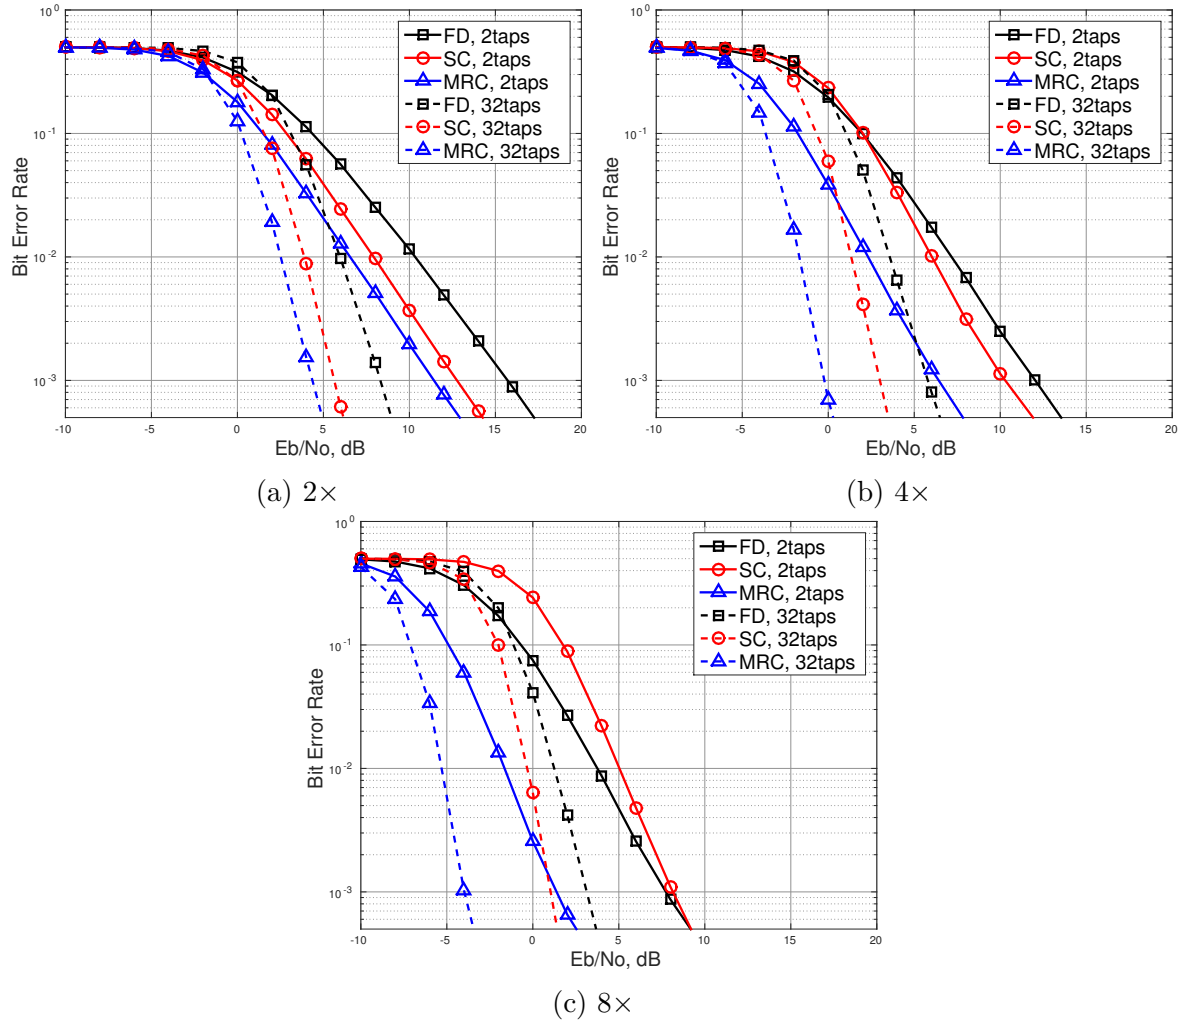 10^0
10^-1
10^-2
10^-3
Bit Error Rate
-10 -5 0 5 10 15 20
Eb/No, dB
FD, 2taps
SC, 2taps
MRC, 2taps
FD, 32taps
SC, 32taps
MRC, 32taps
(a) 2×
10^0
10^-1
10^-2
10^-3
Bit Error Rate
-10 -5 0 5 10 15 20
Eb/No, dB
FD, 2taps
SC, 2taps
MRC, 2taps
FD, 32taps
SC, 32taps
MRC, 32taps
(b) 4×
10^0
10^-1
10^-2
10^-3
Bit Error Rate
-10 -5 0 5 10 15 20
Eb/No, dB
FD, 2taps
SC, 2taps
MRC, 2taps
FD, 32taps
SC, 32taps
MRC, 32taps
(c) 8×